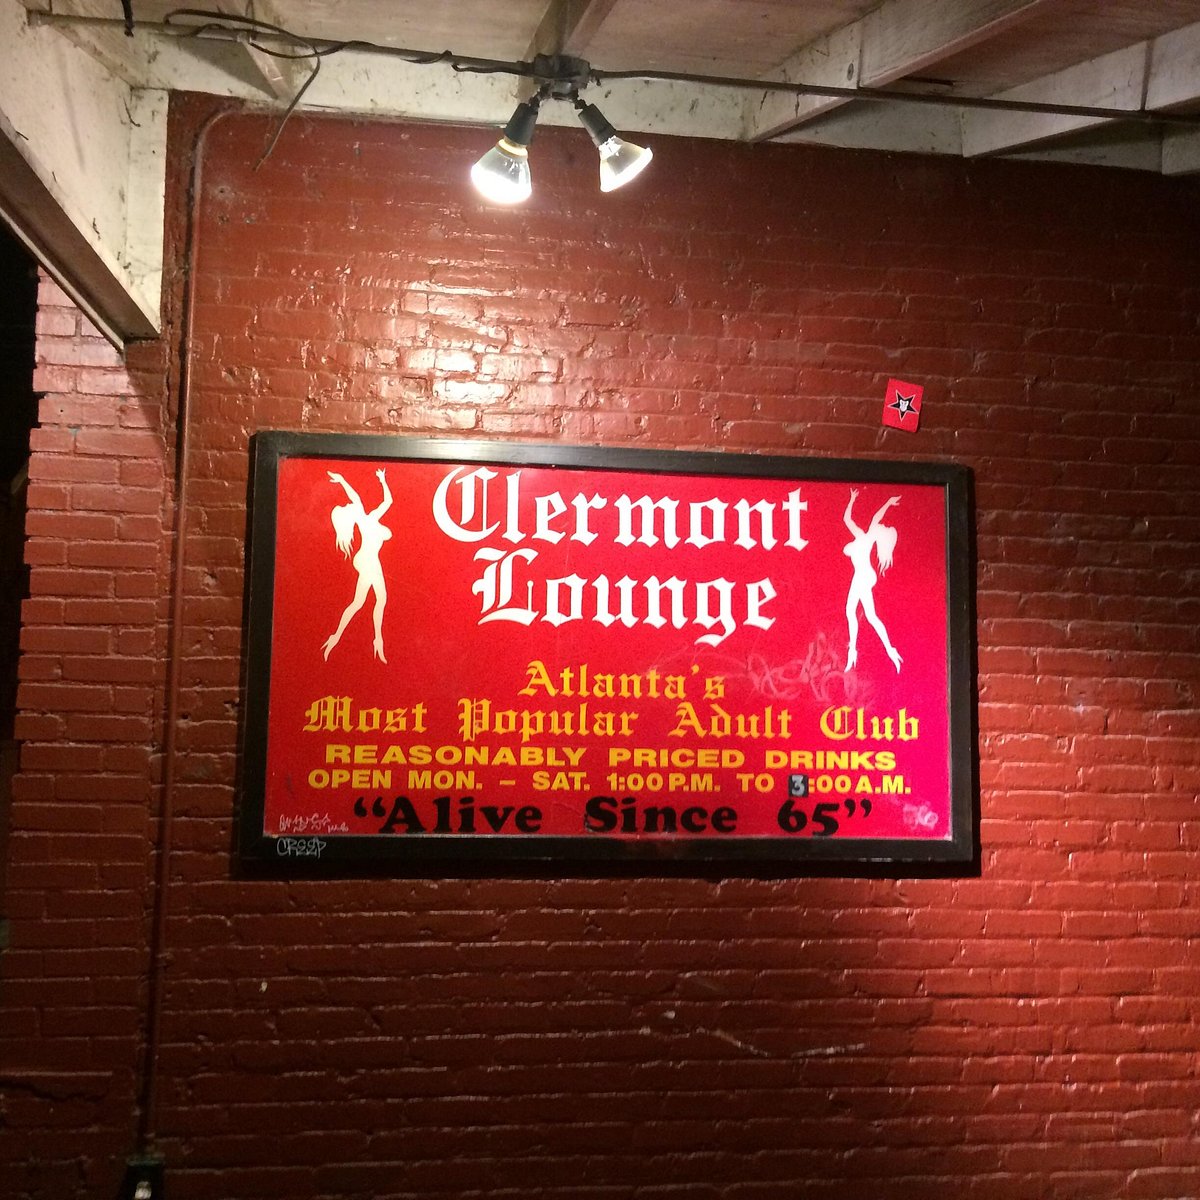 Clermont
Lounge
Atlanta's
Most Popular Adult Club
REASONABLY PRICED DRINKS
OPEN MON. – SAT. 1:00 P.M. TO 3:00 A.M.
"Alive Since 65"
CREEP